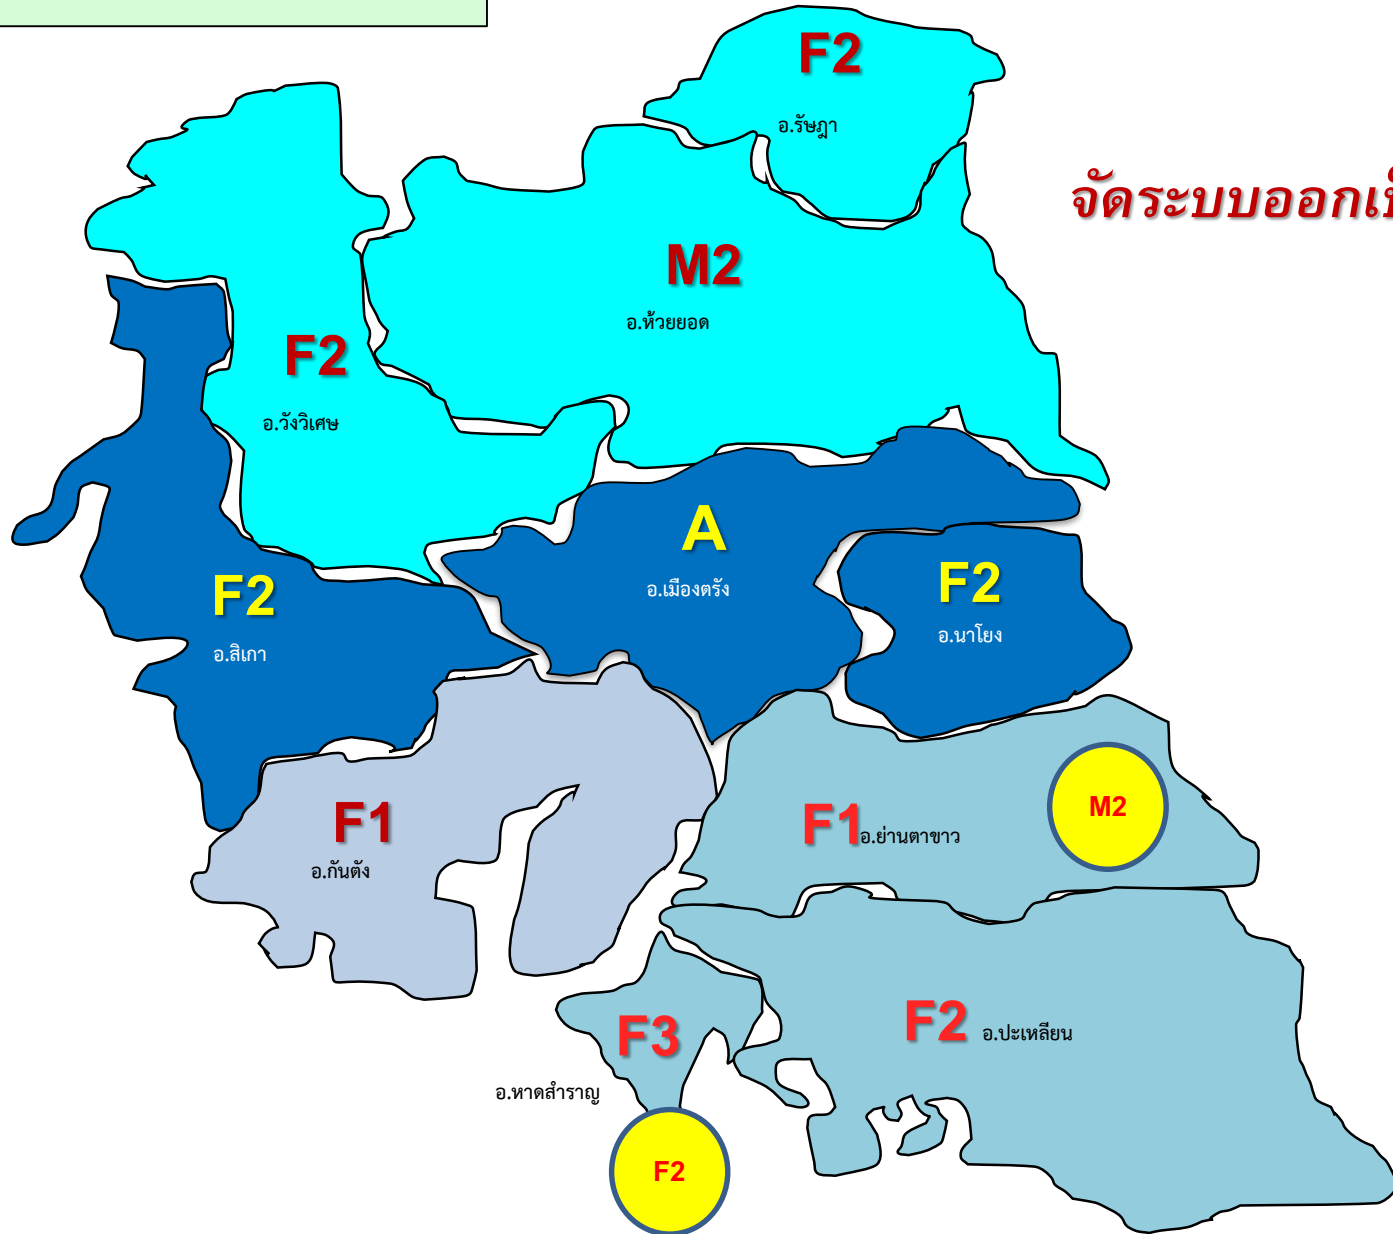 F2
อ.รัษฎา
จัดระบบออกเป
M2
อ.ห้วยยอด
F2
อ.วังวิเศษ
A
อ.เมืองตรัง
F2
อ.นาโยง
F2
อ.สิเกา
F1
อ.กันตัง
F1
อ.ย่านตาขาว
M2
F2
อ.ปะเหลียน
F3
อ.หาดสำราญ
F2